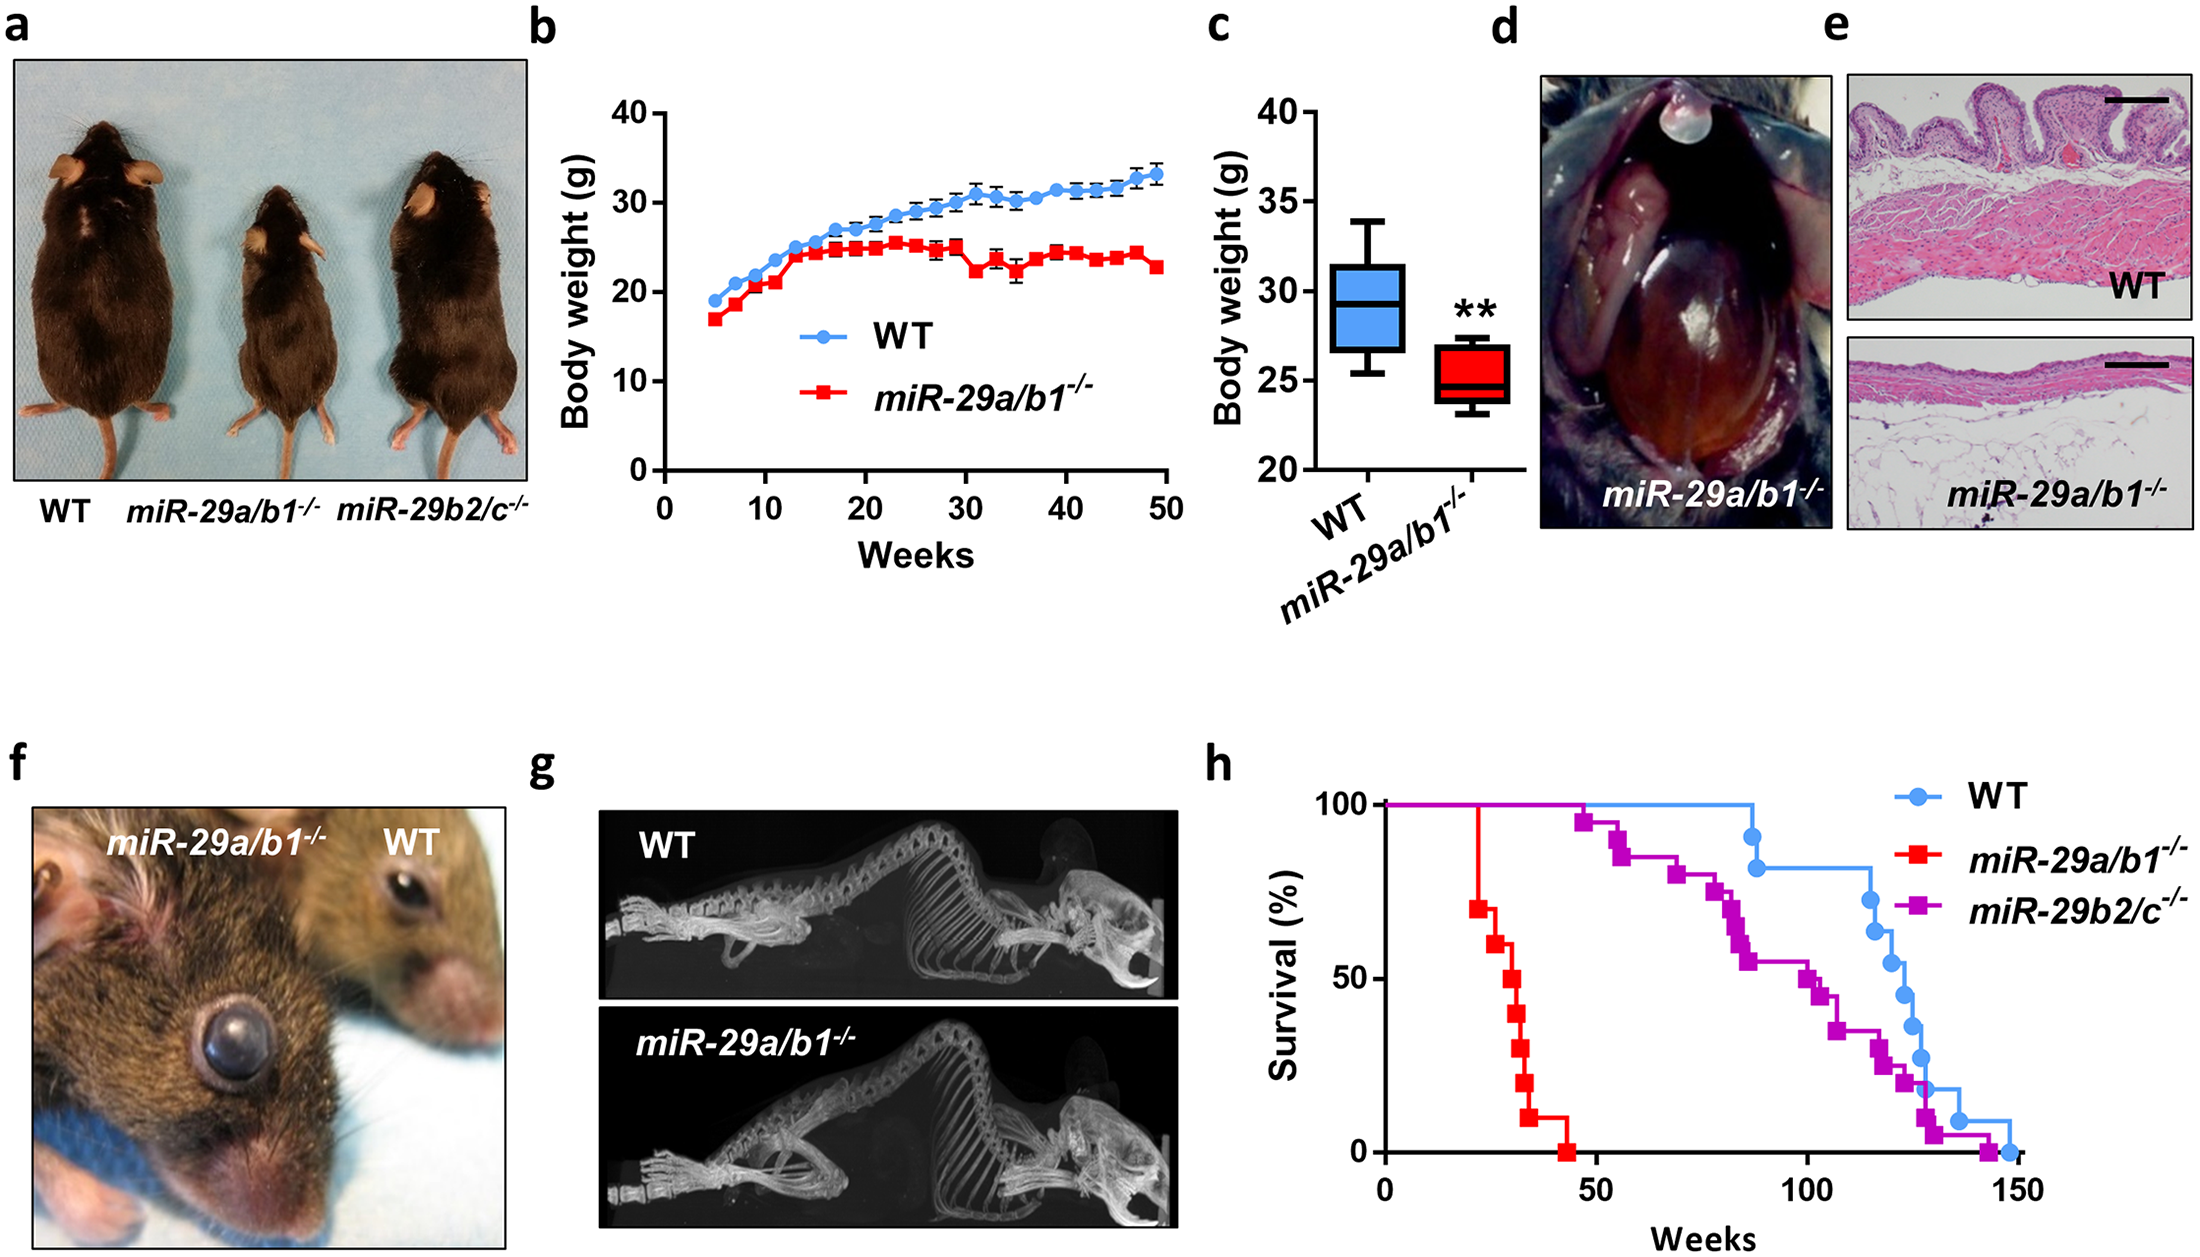 a
WT miR-29a/b1-/- miR-29b2/c-/-
b
Body weight (g)
40
30
20
10
0
0 10 20 30 40 50
Weeks
WT
miR-29a/b1-/-
c
Body weight (g)
40
35
30
25
20
**
WT
miR-29a/b1-/-
d
miR-29a/b1-/-
e
WT
miR-29a/b1-/-
f
miR-29a/b1-/- WT
g
WT
miR-29a/b1-/-
h
Survival (%)
100
50
0
0 50 100 150
Weeks
WT
miR-29a/b1-/-
miR-29b2/c-/-